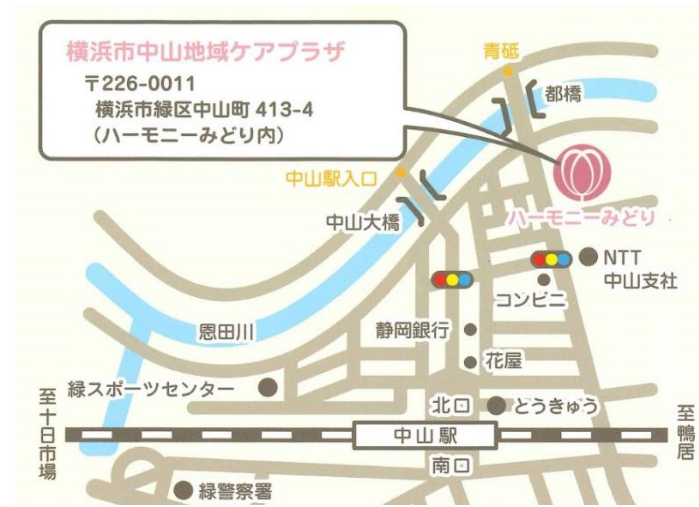 横浜市中山地域ケアプラザ
〒226-0011
横浜市緑区中山町 413-4
（ハーモニーみどり内）
青砥
都橋
中山駅入口
中山大橋
ハーモニーみどり
NTT
中山支社
コンビニ
恩田川
静岡銀行
花屋
緑スポーツセンター
北口
とうきゅう
至十日市場
中山駅
至鴨居
南口
緑警察署